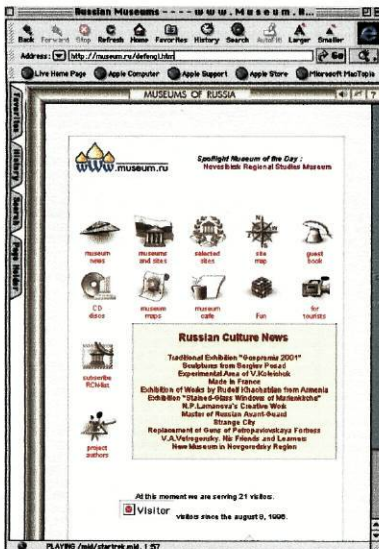 Russian Museums ---- www.Museum.R...
Back Forward Stop Refresh Home Favorites History Search AutoFill Larger Smaller
Address: http://museum.ru/defengl.htm Go
Live Home Page Apple Computer Apple Support Apple Store Microsoft MacTopia
Favorites
History
Search
Page Holder
MUSEUMS OF RUSSIA
www.museum.ru
Spotlight Museum of the Day :
Novosibisk Regional Studies Museum
museum news
museums and sites
selected sites
site map
guest book
CD discs
museum maps
museum cafe
Fun
for tourists
subscribe
project authors
Russian Culture News
Traditional Exhibition "Gospremia 2001"
Sculptures from Sergiev Posad
Experimental Area of V.Koleichok
Made in France
Exhibition of Works by Rudolf Khachatrian from Armenia
Exhibition "Stained-Glass Windows of Marienkirche"
N.P.Lamanova's Creative Work
Master of Russian Avant-Guard
Strange City
Replacement of Guns of Petropavlovskaya Fortress
His Friends and Learners
New Museum in Novgorodsky Region
At this moment we are serving 21 visitors.
Visitor
visitors since the august 8, 1996.
PLAYING /mid/startrek.mid, 1:57